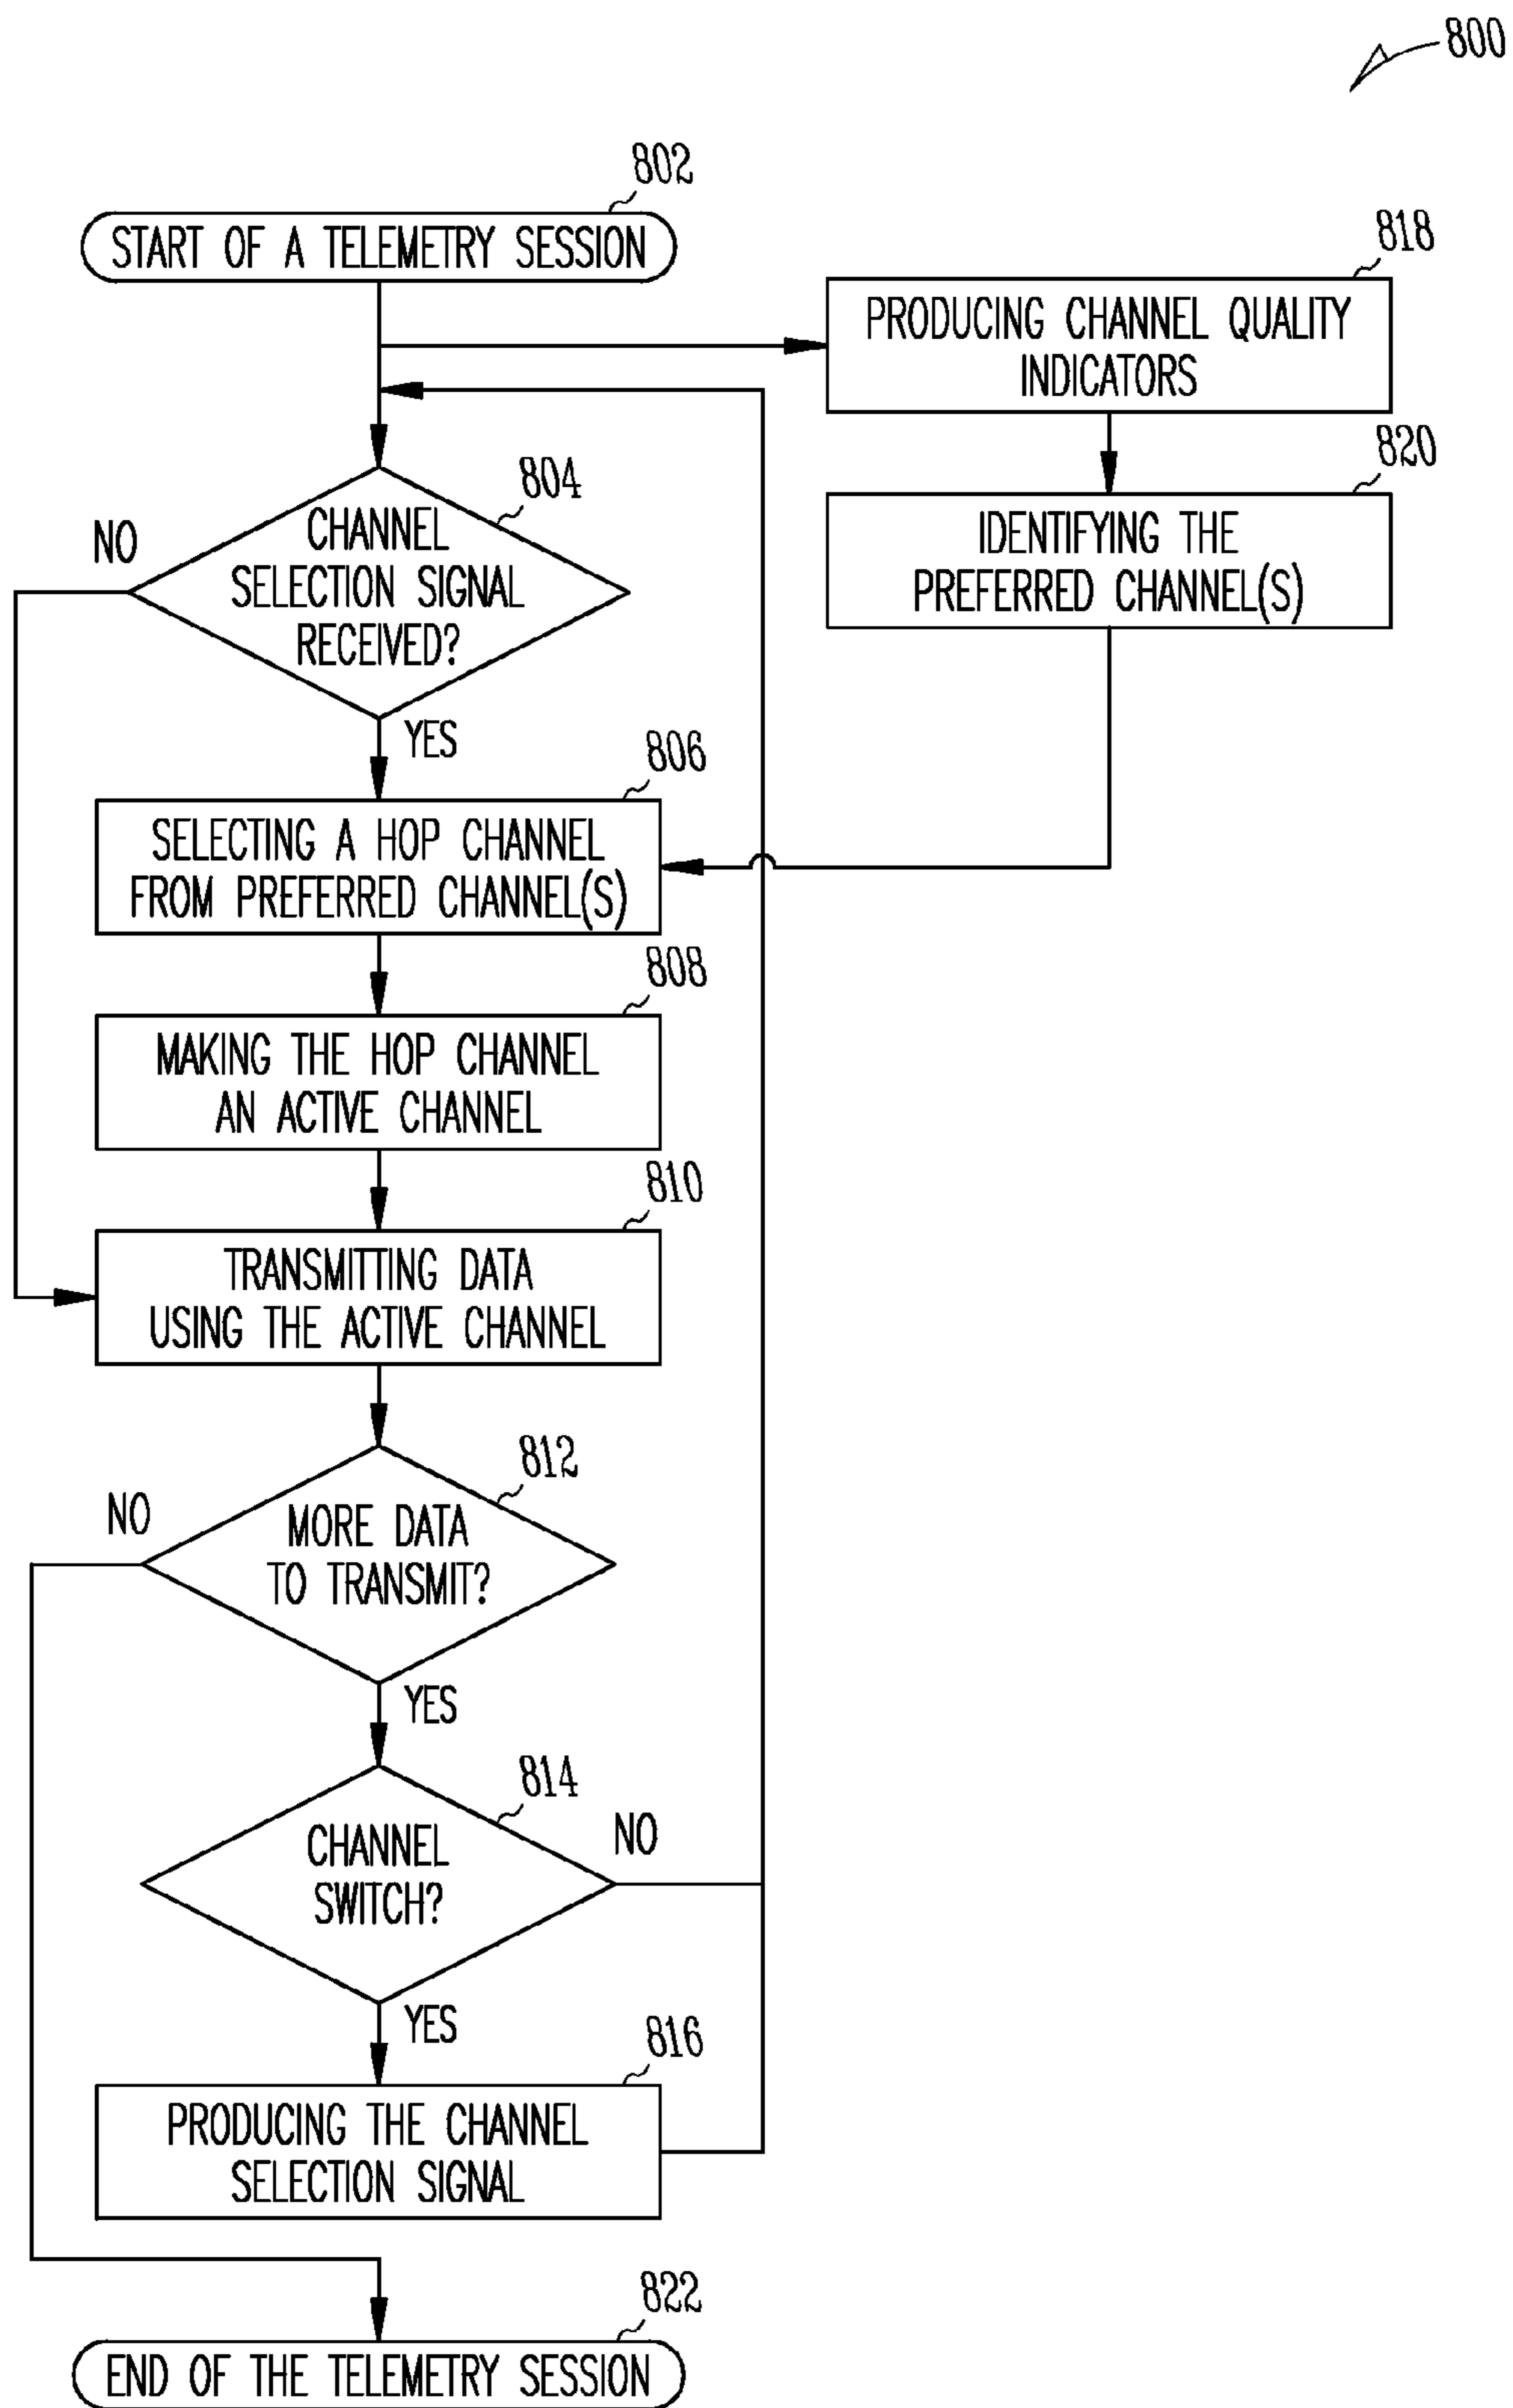 800
802
START OF A TELEMETRY SESSION
818
PRODUCING CHANNEL QUALITY
INDICATORS
820
IDENTIFYING THE
PREFERRED CHANNEL(S)
804
NO
CHANNEL
SELECTION SIGNAL
RECEIVED?
YES
806
SELECTING A HOP CHANNEL
FROM PREFERRED CHANNEL(S)
808
MAKING THE HOP CHANNEL
AN ACTIVE CHANNEL
810
TRANSMITTING DATA
USING THE ACTIVE CHANNEL
812
NO
MORE DATA
TO TRANSMIT?
YES
814
NO
CHANNEL
SWITCH?
YES
816
PRODUCING THE CHANNEL
SELECTION SIGNAL
822
END OF THE TELEMETRY SESSION